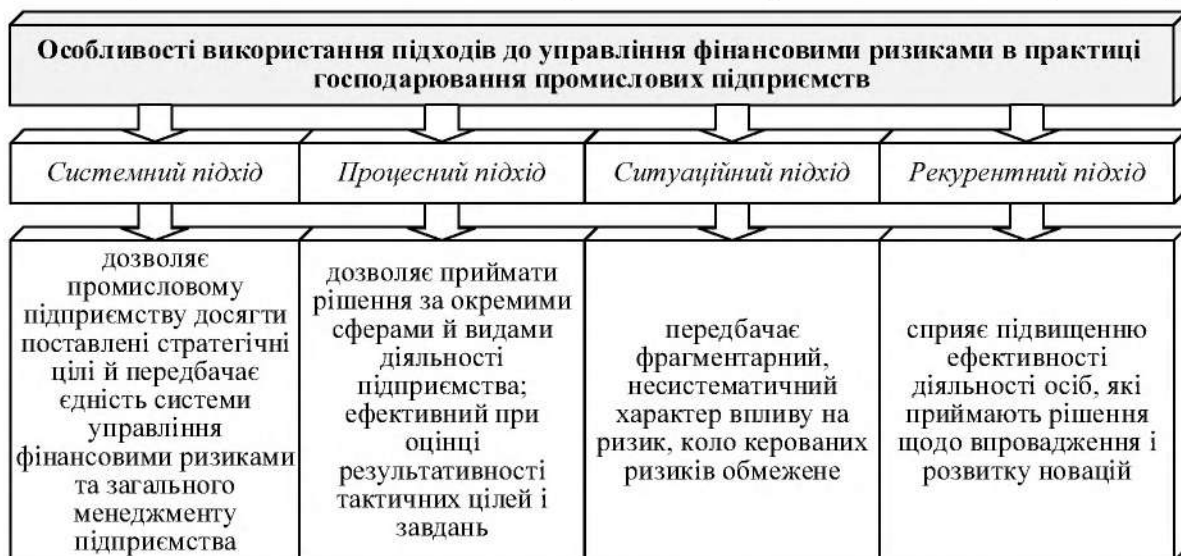 Особливості використання підходів до управління фінансовими ризиками в практиці
господарювання промислових підприємств
Системний підхід
Процесний підхід
Ситуаційний підхід
Рекурентний підхід
дозволяє
промисловому
підприємству досягти
поставлені стратегічні
цілі й передбачає
єдність системи
управління
фінансовими ризиками
та загального
менеджменту
підприємства
дозволяє приймати
рішення за окремими
сферами й видами
діяльності
підприємства;
ефективний при
оцінці
результативності
тактичних цілей і
завдань
передбачає
фрагментарний,
несистематичний
характер впливу на
ризик, коло керованих
ризиків обмежене
сприяє підвищенню
ефективності
діяльності осіб, які
приймають рішення
щодо впровадження і
розвитку новацій